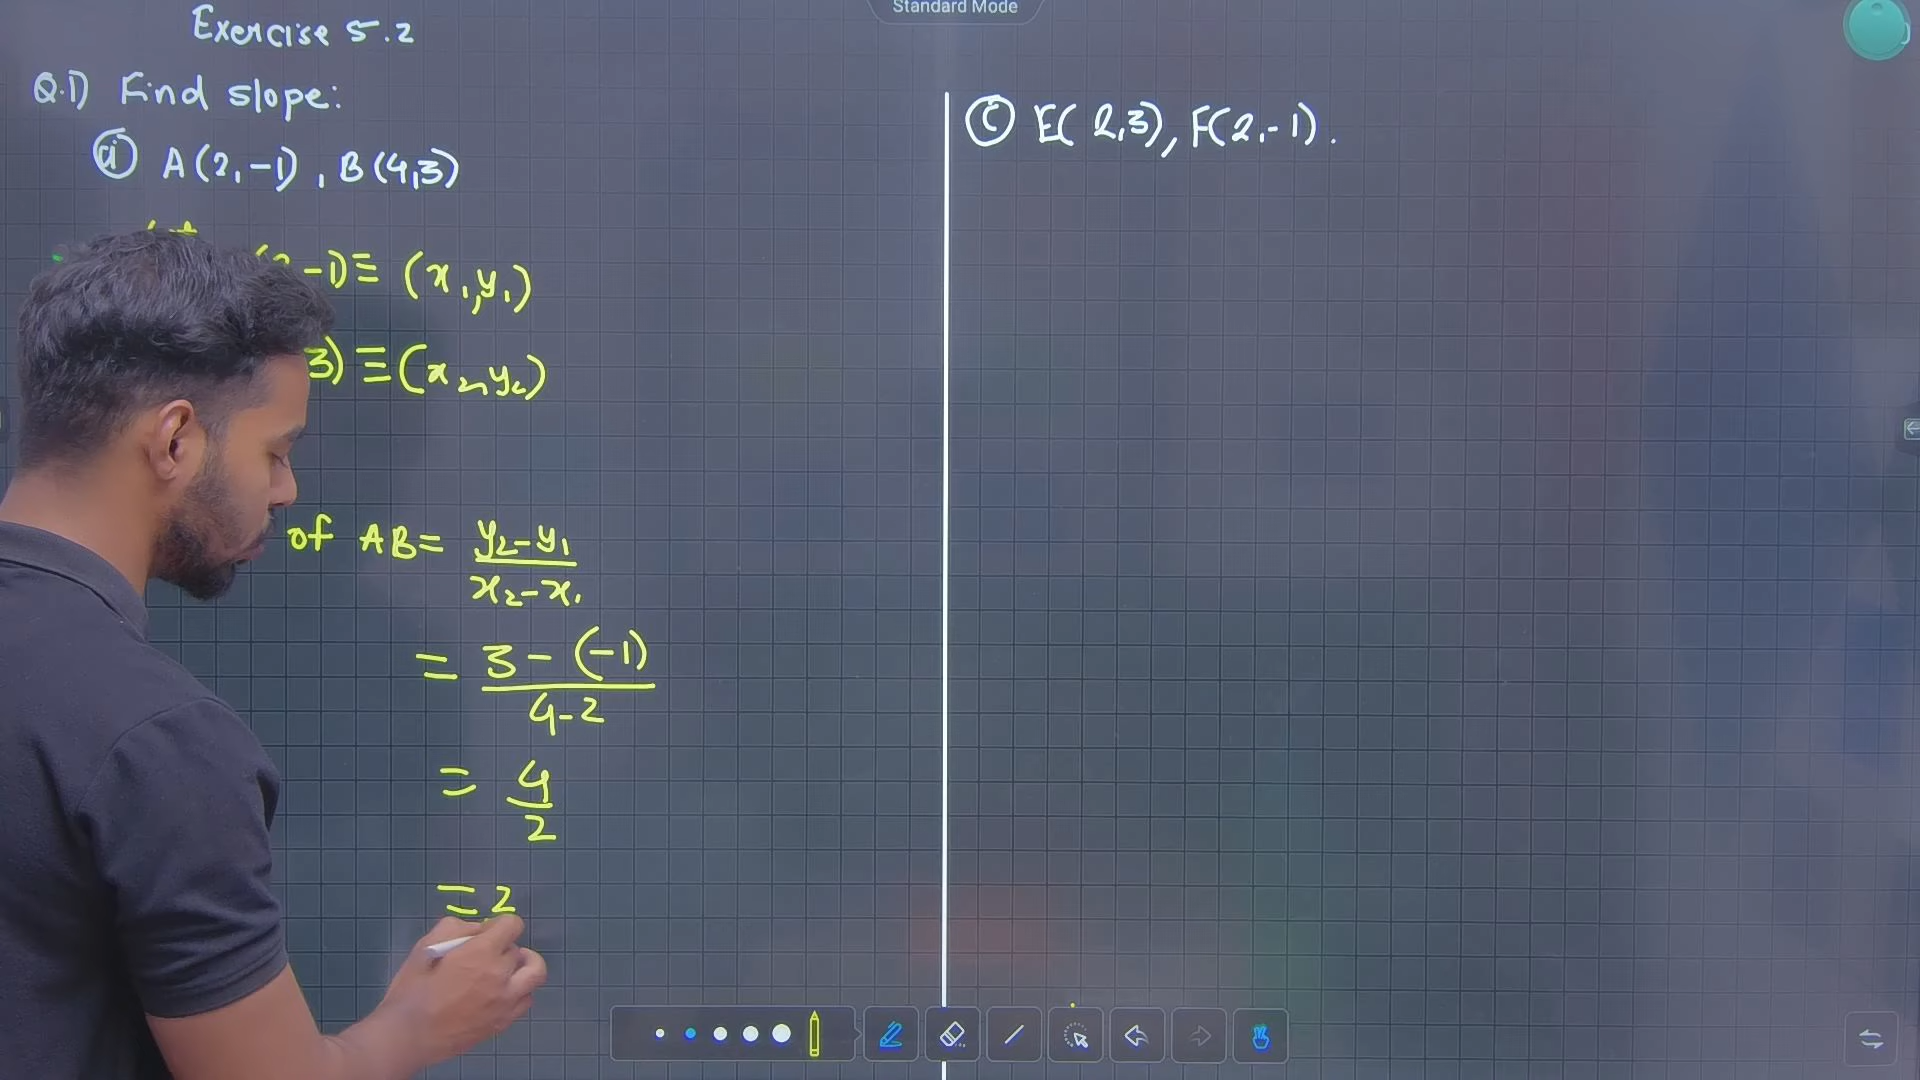 Standard Mode
Exercise 5.2
Q.1) Find slope:
ⓐ A(2,-1), B(4,3)
-1) ≡ (x₁,y₁)
3) ≡ (x₂,y₂)
of AB = y₂-y₁ / x₂-x₁
= 3-(-1) / 4-2
= 4/2
= 2
ⓒ E(2,3), F(2,-1).